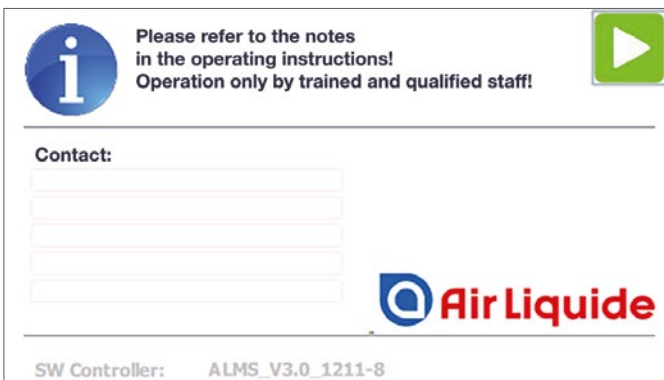 Please refer to the notes
in the operating instructions!
Operation only by trained and qualified staff!
Contact:
Air Liquide
SW Controller: ALMS_V3.0_1211-8